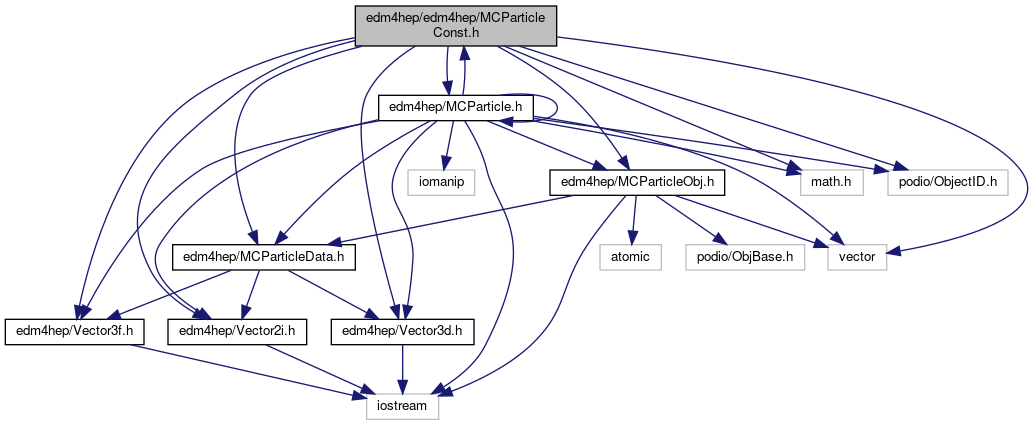 edm4hep/edm4hep/MCParticle
Const.h
edm4hep/MCParticle.h
iomanip
edm4hep/MCParticleObj.h
math.h
podio/ObjectID.h
edm4hep/MCParticleData.h
atomic
podio/ObjBase.h
vector
edm4hep/Vector3f.h
edm4hep/Vector2i.h
edm4hep/Vector3d.h
iostream